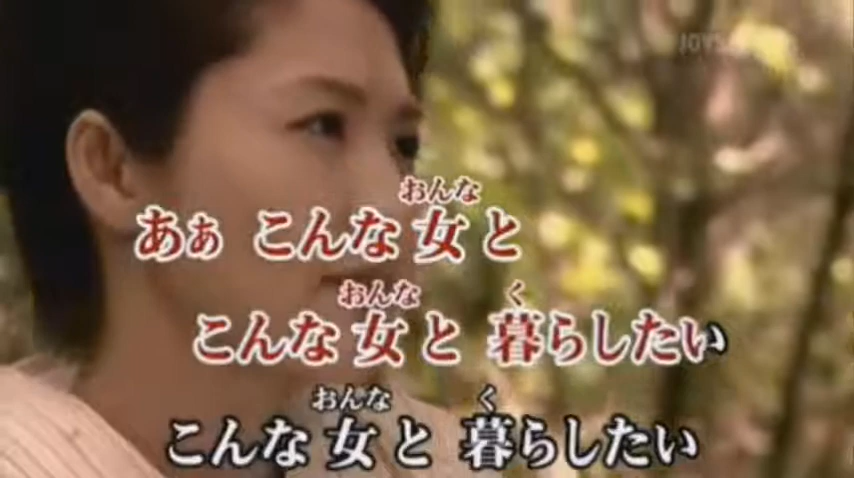 おんな
あぁ こんな女と
おんな く
こんな女と 暮らしたい
おんな く
こんな女と 暮らしたい